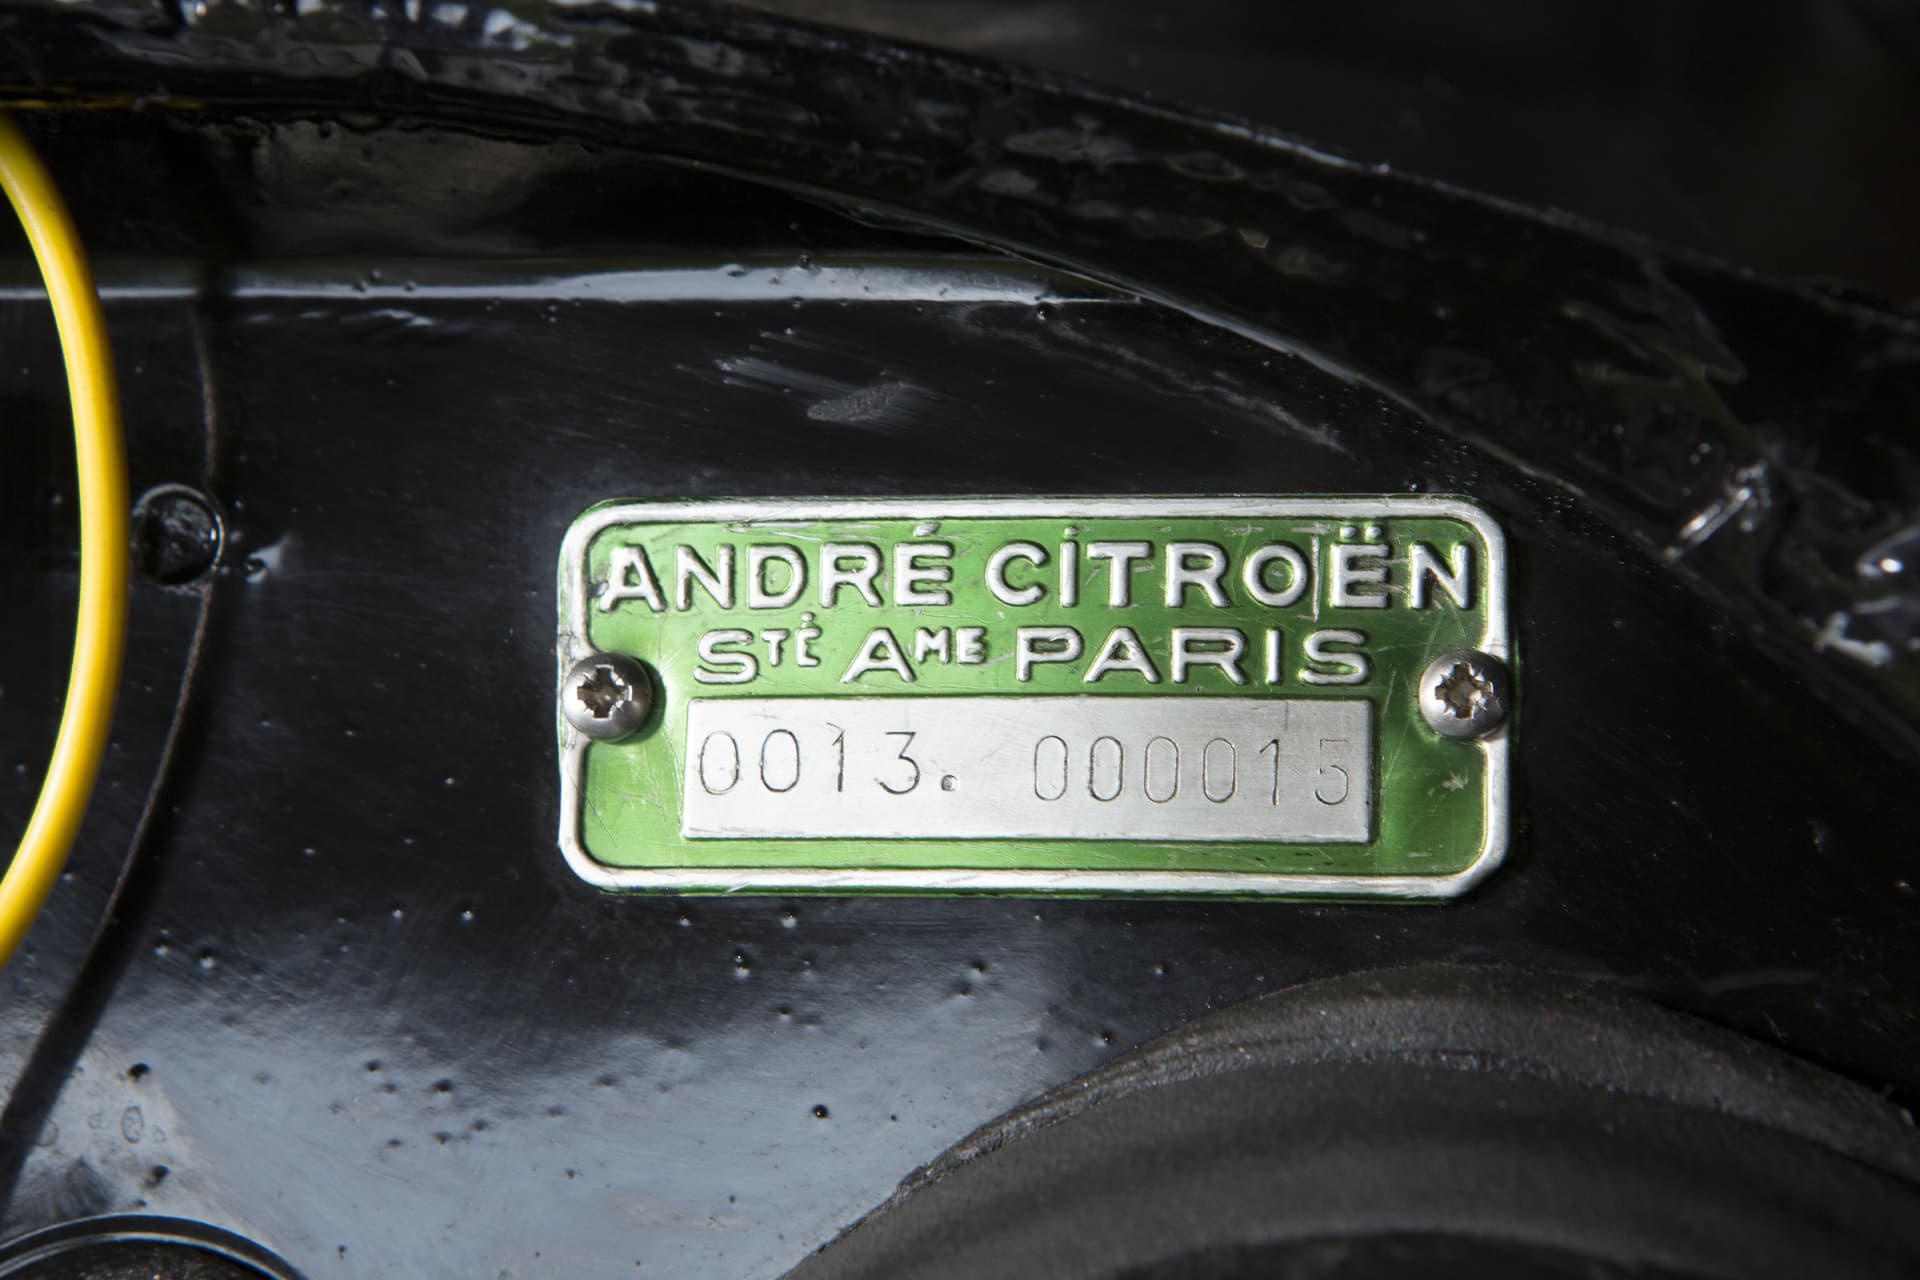 ANDRÉ CITROËN
STÉ AME PARIS
0013. 000015